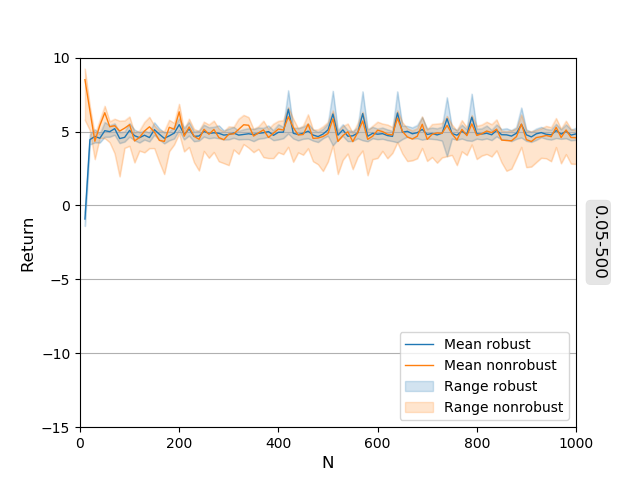 10
5
0
−5
−10
−15
Return
0
200
400
600
800
1000
N
Mean robust
Mean nonrobust
Range robust
Range nonrobust
0.05-500